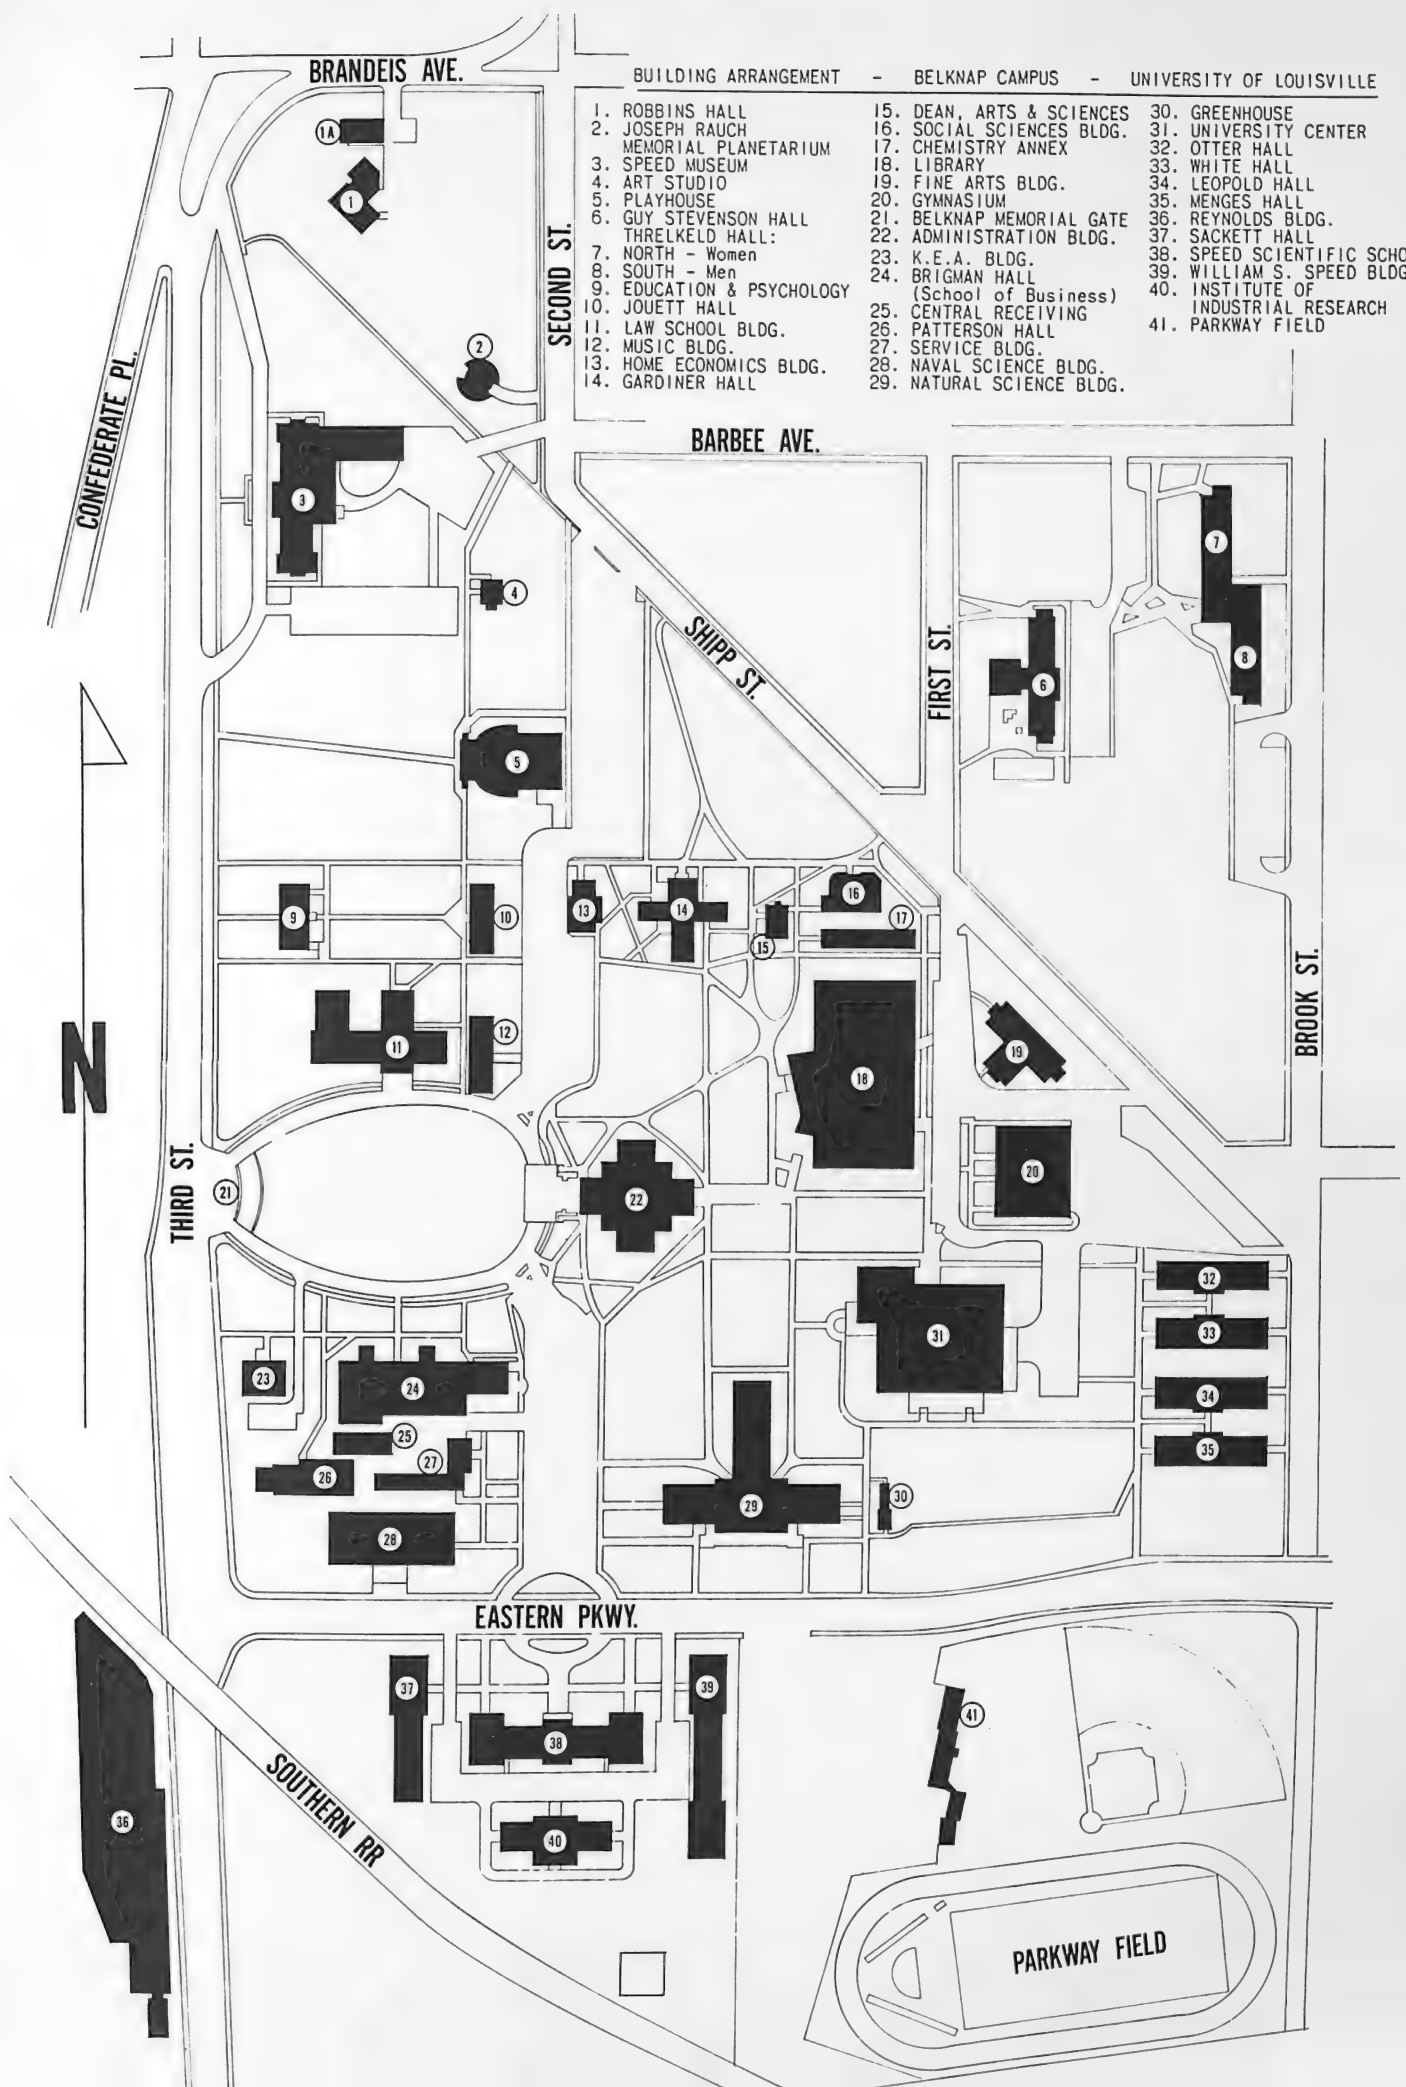 BRANDEIS AVE.
BUILDING ARRANGEMENT - BELKNAP CAMPUS - UNIVERSITY OF LOUISVILLE
1. ROBBINS HALL
2. JOSEPH RAUCH
MEMORIAL PLANETARIUM
3. SPEED MUSEUM
4. ART STUDIO
5. PLAYHOUSE
6. GUY STEVENSON HALL
THRELKELD HALL:
7. NORTH - Women
8. SOUTH - Men
9. EDUCATION & PSYCHOLOGY
10. JOUETT HALL
11. LAW SCHOOL BLDG.
12. MUSIC BLDG.
13. HOME ECONOMICS BLDG.
14. GARDINER HALL
15. DEAN, ARTS & SCIENCES
16. SOCIAL SCIENCES BLDG.
17. CHEMISTRY ANNEX
18. LIBRARY
19. FINE ARTS BLDG.
20. GYMNASIUM
21. BELKNAP MEMORIAL GATE
22. ADMINISTRATION BLDG.
23. K.E.A. BLDG.
24. BRIGMAN HALL
(School of Business)
25. CENTRAL RECEIVING
26. PATTERSON HALL
27. SERVICE BLDG.
28. NAVAL SCIENCE BLDG.
29. NATURAL SCIENCE BLDG.
30. GREENHOUSE
31. UNIVERSITY CENTER
32. OTTER HALL
33. WHITE HALL
34. LEOPOLD HALL
35. MENGES HALL
36. REYNOLDS BLDG.
37. SACKETT HALL
38. SPEED SCIENTIFIC SCHO
39. WILLIAM S. SPEED BLDG
40. INSTITUTE OF
INDUSTRIAL RESEARCH
41. PARKWAY FIELD
1A
1
SECOND ST.
2
CONFEDERATE PL.
BARBEE AVE.
3
7
4
SHIPP ST.
FIRST ST.
8
6
5
9
10
13
14
15
16
17
BROOK ST.
N
11
12
18
19
THIRD ST.
21
22
20
32
31
33
23
24
34
25
35
27
26
29
30
28
EASTERN PKWY.
37
39
41
38
SOUTHERN RR
36
40
PARKWAY FIELD